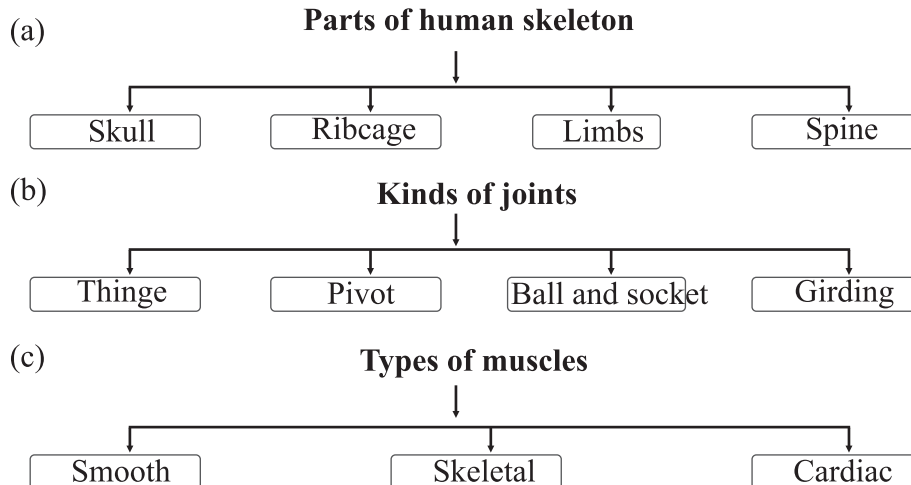 (a) Parts of human skeleton
Skull Ribcage Limbs Spine
(b) Kinds of joints
Thinge Pivot Ball and socket Girding
(c) Types of muscles
Smooth Skeletal Cardiac